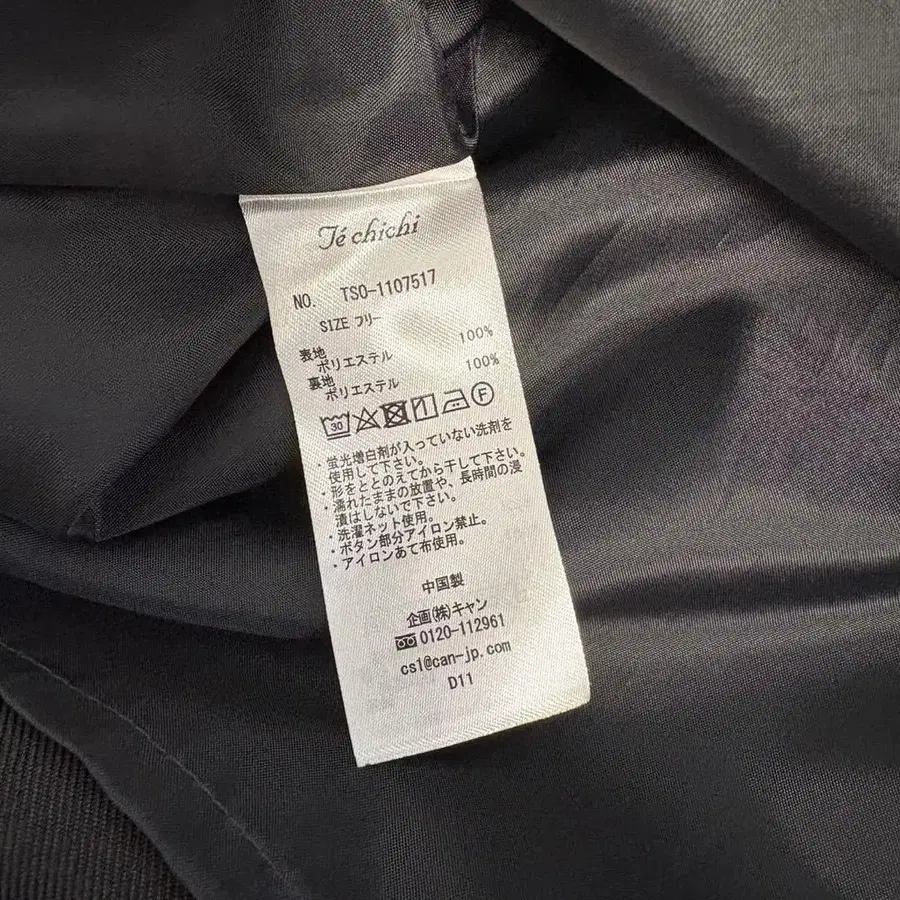 Té chichi
NO. TSO-1107517
SIZE フリー
表地
ポリエステル 100%
裏地
ポリエステル 100%
30 F
・蛍光増白剤が入っていない洗剤を
使用して下さい。
・形をととのえてから干して下さい。
・濡れたままの放置や、長時間の浸
漬はしないで下さい。
・洗濯ネット使用。
・ボタン部分アイロン禁止。
・アイロンあて布使用。
中国製
企画(株)キャン
0120-112961
cs1@can-jp.com
D11